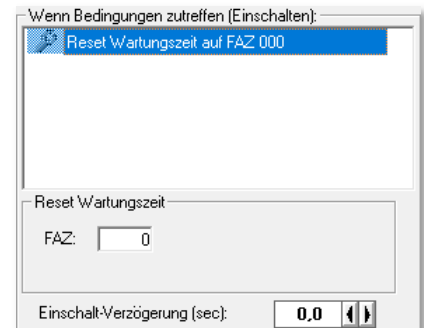 Wenn Bedingungen zutreffen (Einschalten):
Reset Wartungszeit auf FAZ 000
Reset Wartungszeit
FAZ: 0
Einschalt-Verzögerung (sec): 0,0